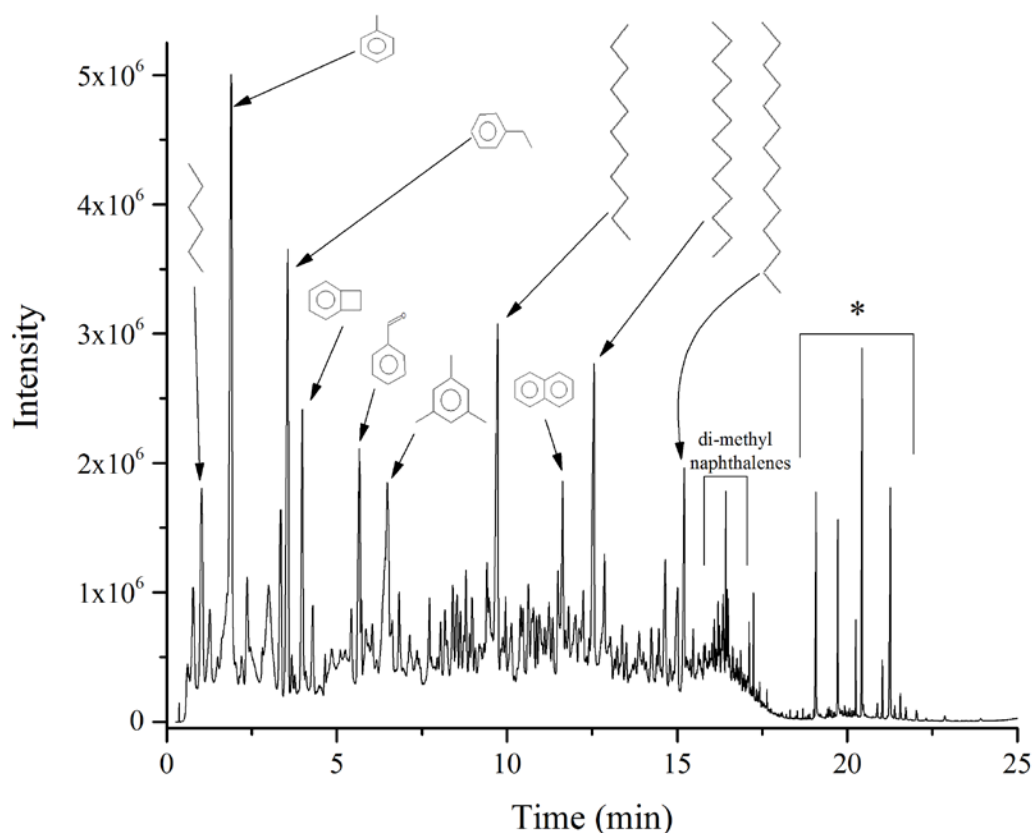 5x10⁶
4x10⁶
3x10⁶
2x10⁶
1x10⁶
0
Intensity
*
di-methyl
naphthalenes
0
5
10
15
20
25
Time (min)